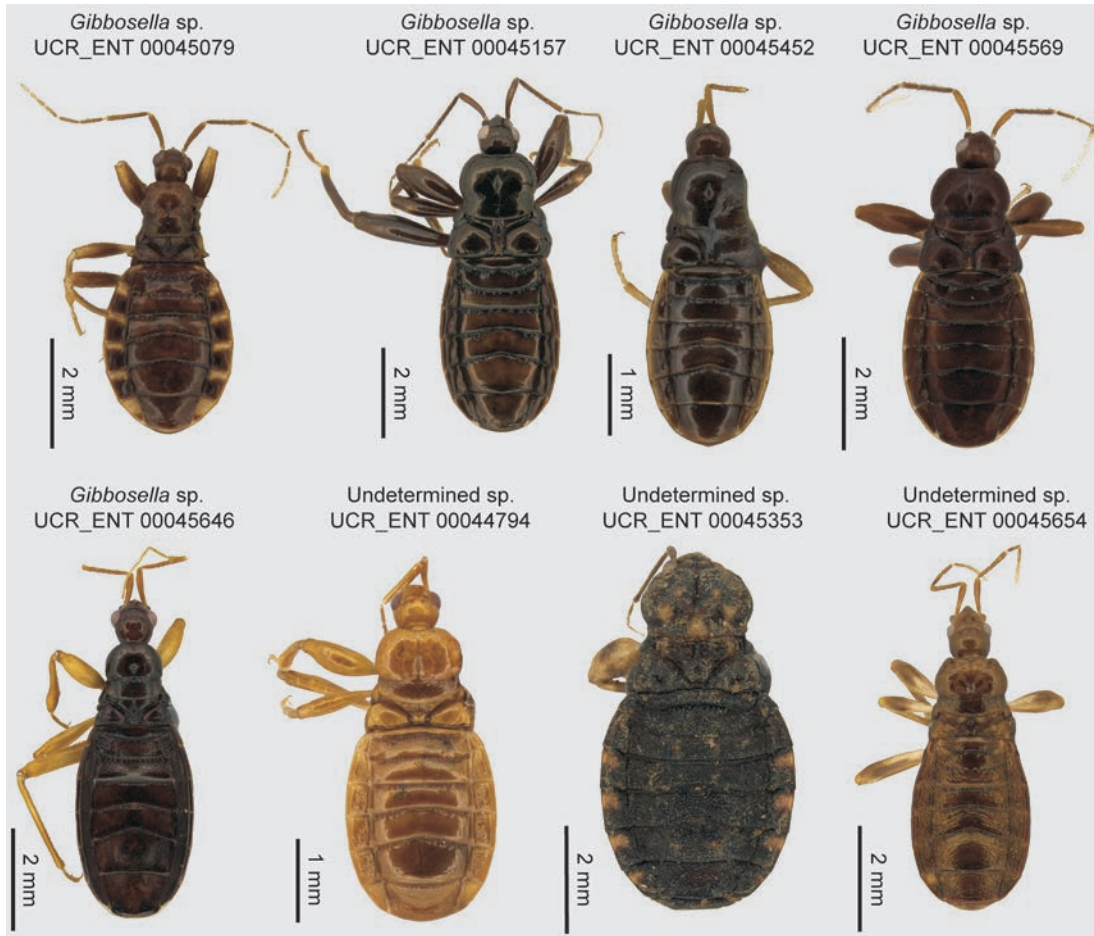 Gibbosella sp.
UCR_ENT 00045079
Gibbosella sp.
UCR_ENT 00045157
Gibbosella sp.
UCR_ENT 00045452
Gibbosella sp.
UCR_ENT 00045569
2 mm
2 mm
1 mm
2 mm
Gibbosella sp.
UCR_ENT 00045646
Undetermined sp.
UCR_ENT 00044794
Undetermined sp.
UCR_ENT 00045353
Undetermined sp.
UCR_ENT 00045654
2 mm
1 mm
2 mm
2 mm